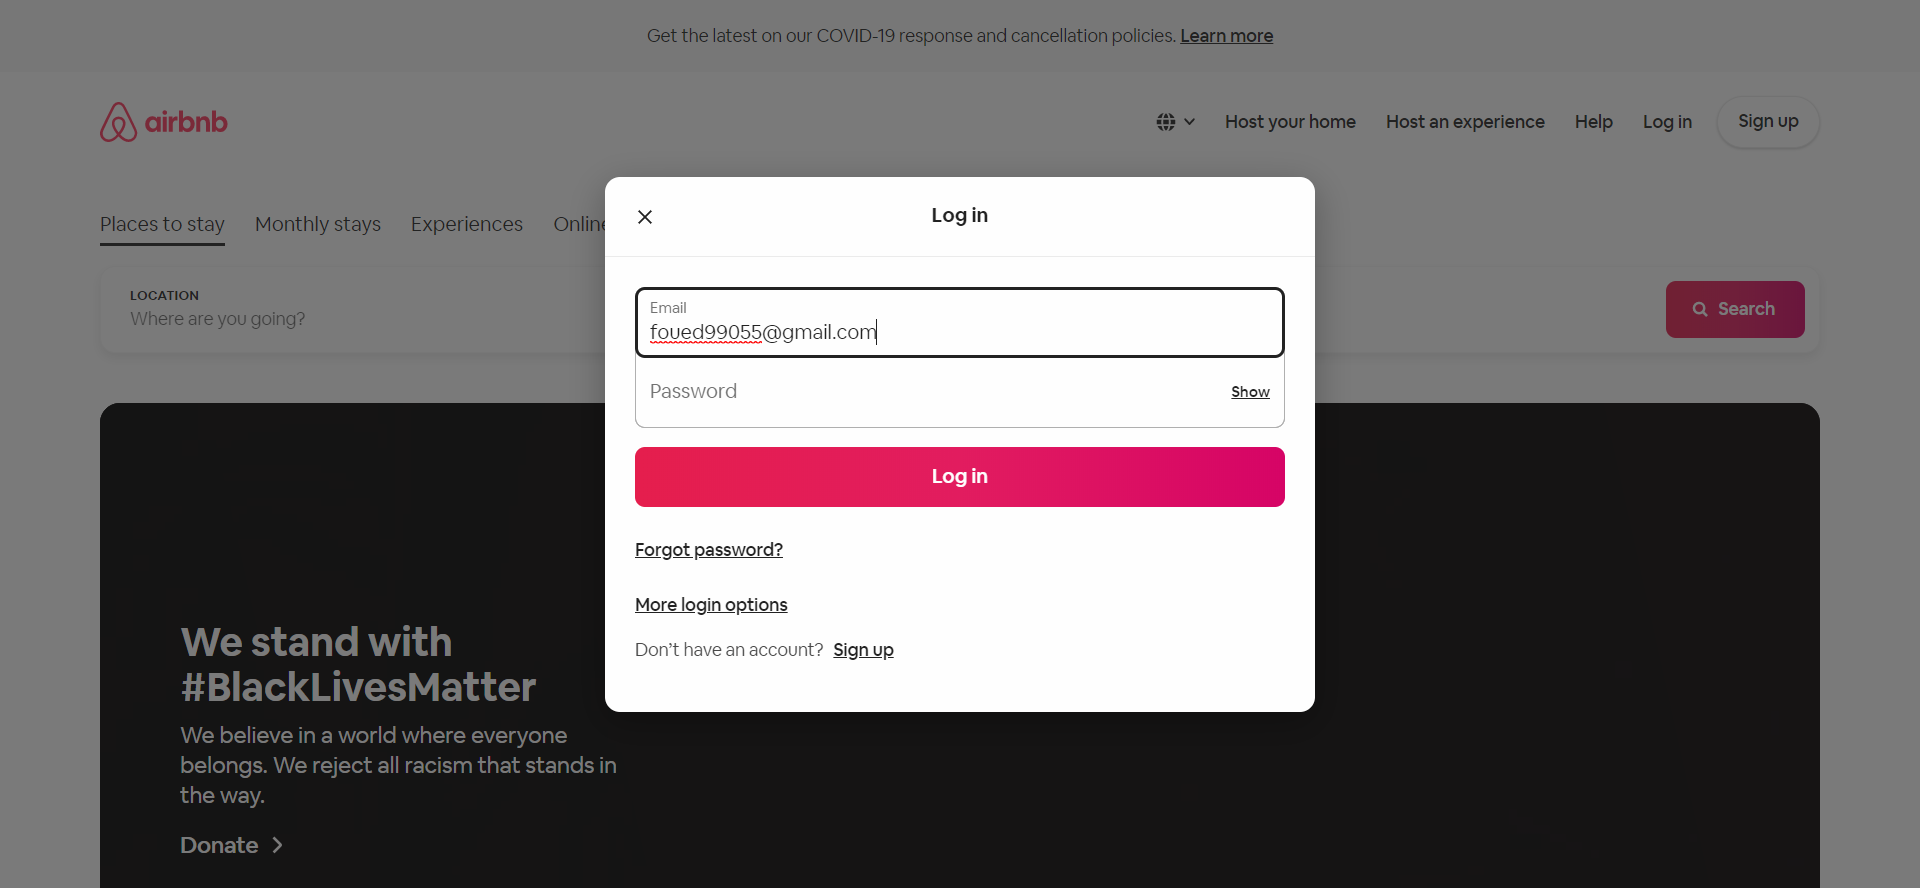 Get the latest on our COVID-19 response and cancellation policies. Learn more
airbnb
Host your home
Host an experience
Help
Log in
Sign up
Places to stay
Monthly stays
Experiences
Online
LOCATION
Where are you going?
Search
Log in
Email
foued99055@gmail.com
Password
Show
Log in
Forgot password?
More login options
Don’t have an account? Sign up
We stand with
#BlackLivesMatter
We believe in a world where everyone
belongs. We reject all racism that stands in
the way.
Donate